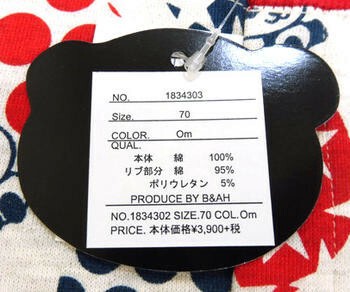 NO. 1834303
Size. 70
COLOR. Om
QUAL.
本体 綿 100%
リブ部分 綿 95%
ポリウレタン 5%
PRODUCE BY B&AH
NO.1834302 SIZE.70 COL.Om
PRICE. 本体価格¥3,900+税